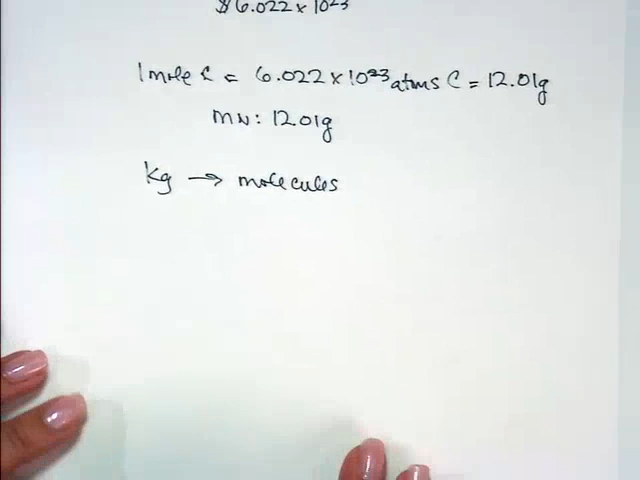 $6.022 x 10²³
1 mole C = 6.022 x 10²³ atoms C = 12.01g
MW: 12.01g
kg → molecules